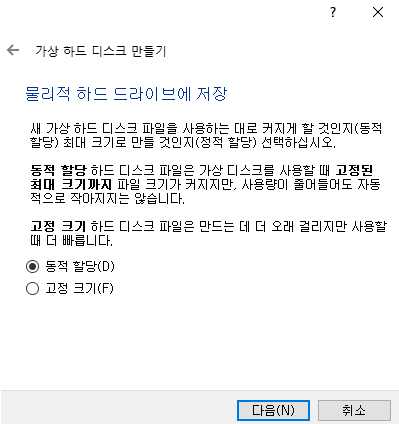 ?
가상 하드 디스크 만들기
물리적 하드 드라이브에 저장
새 가상 하드 디스크 파일을 사용하는 대로 커지게 할 것인지(동적
할당) 최대 크기로 만들 것인지(정적 할당) 선택하십시오.
동적 할당 하드 디스크 파일은 가상 디스크를 사용할 때 고정된
최대 크기까지 파일 크기가 커지지만, 사용량이 줄어들어도 자동
적으로 작아지지는 않습니다.
고정 크기 하드 디스크 파일은 만드는 데 더 오래 걸리지만 사용할
때 더 빠릅니다.
동적 할당(D)
고정 크기(F)
다음(N) 취소